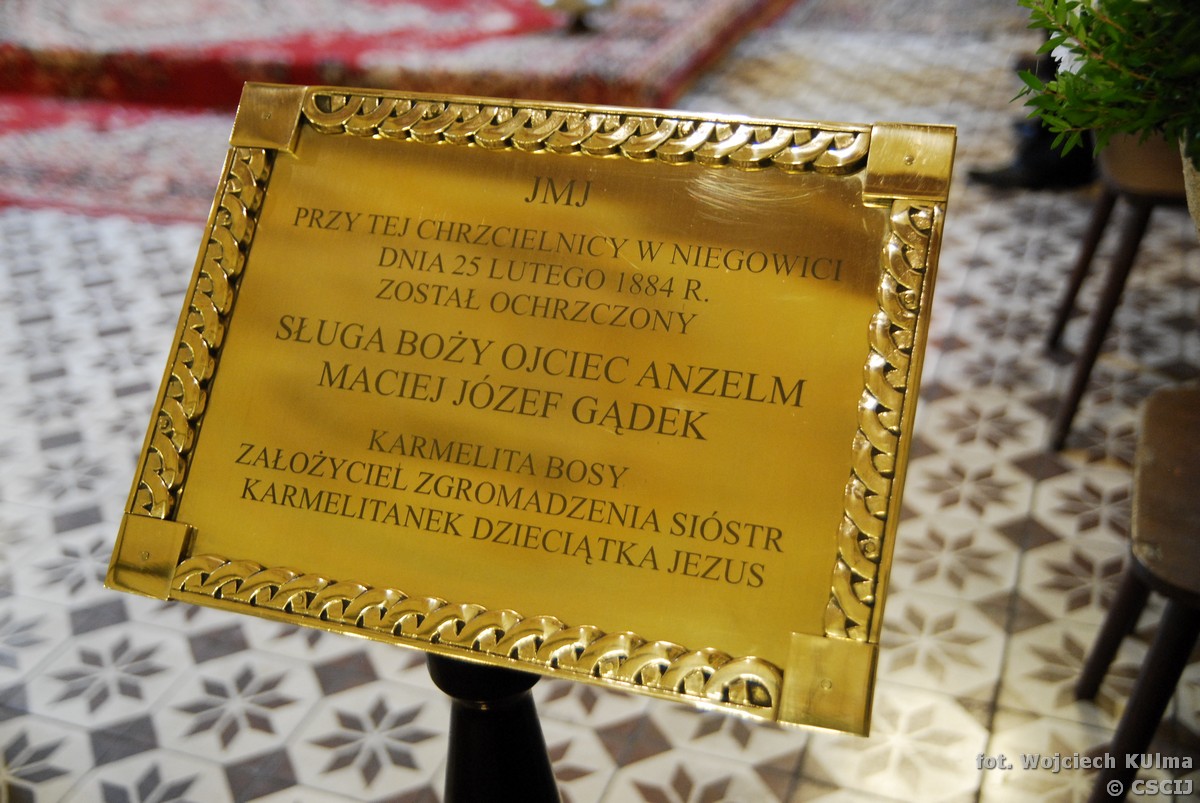 JMJ
PRZY TEJ CHRZCIELNICY W NIEGOWICI
DNIA 25 LUTEGO 1884 R.
ZOSTAŁ OCHRZCZONY
SŁUGA BOŻY OJCIEC ANZELM
MACIEJ JÓZEF GĄDEK
KARMELITA BOSY
ZAŁOŻYCIEL ZGROMADZENIA SIÓSTR
KARMELITANEK DZIECIĄTKA JEZUS
fot. Wojciech KUlma
© CSCIJ